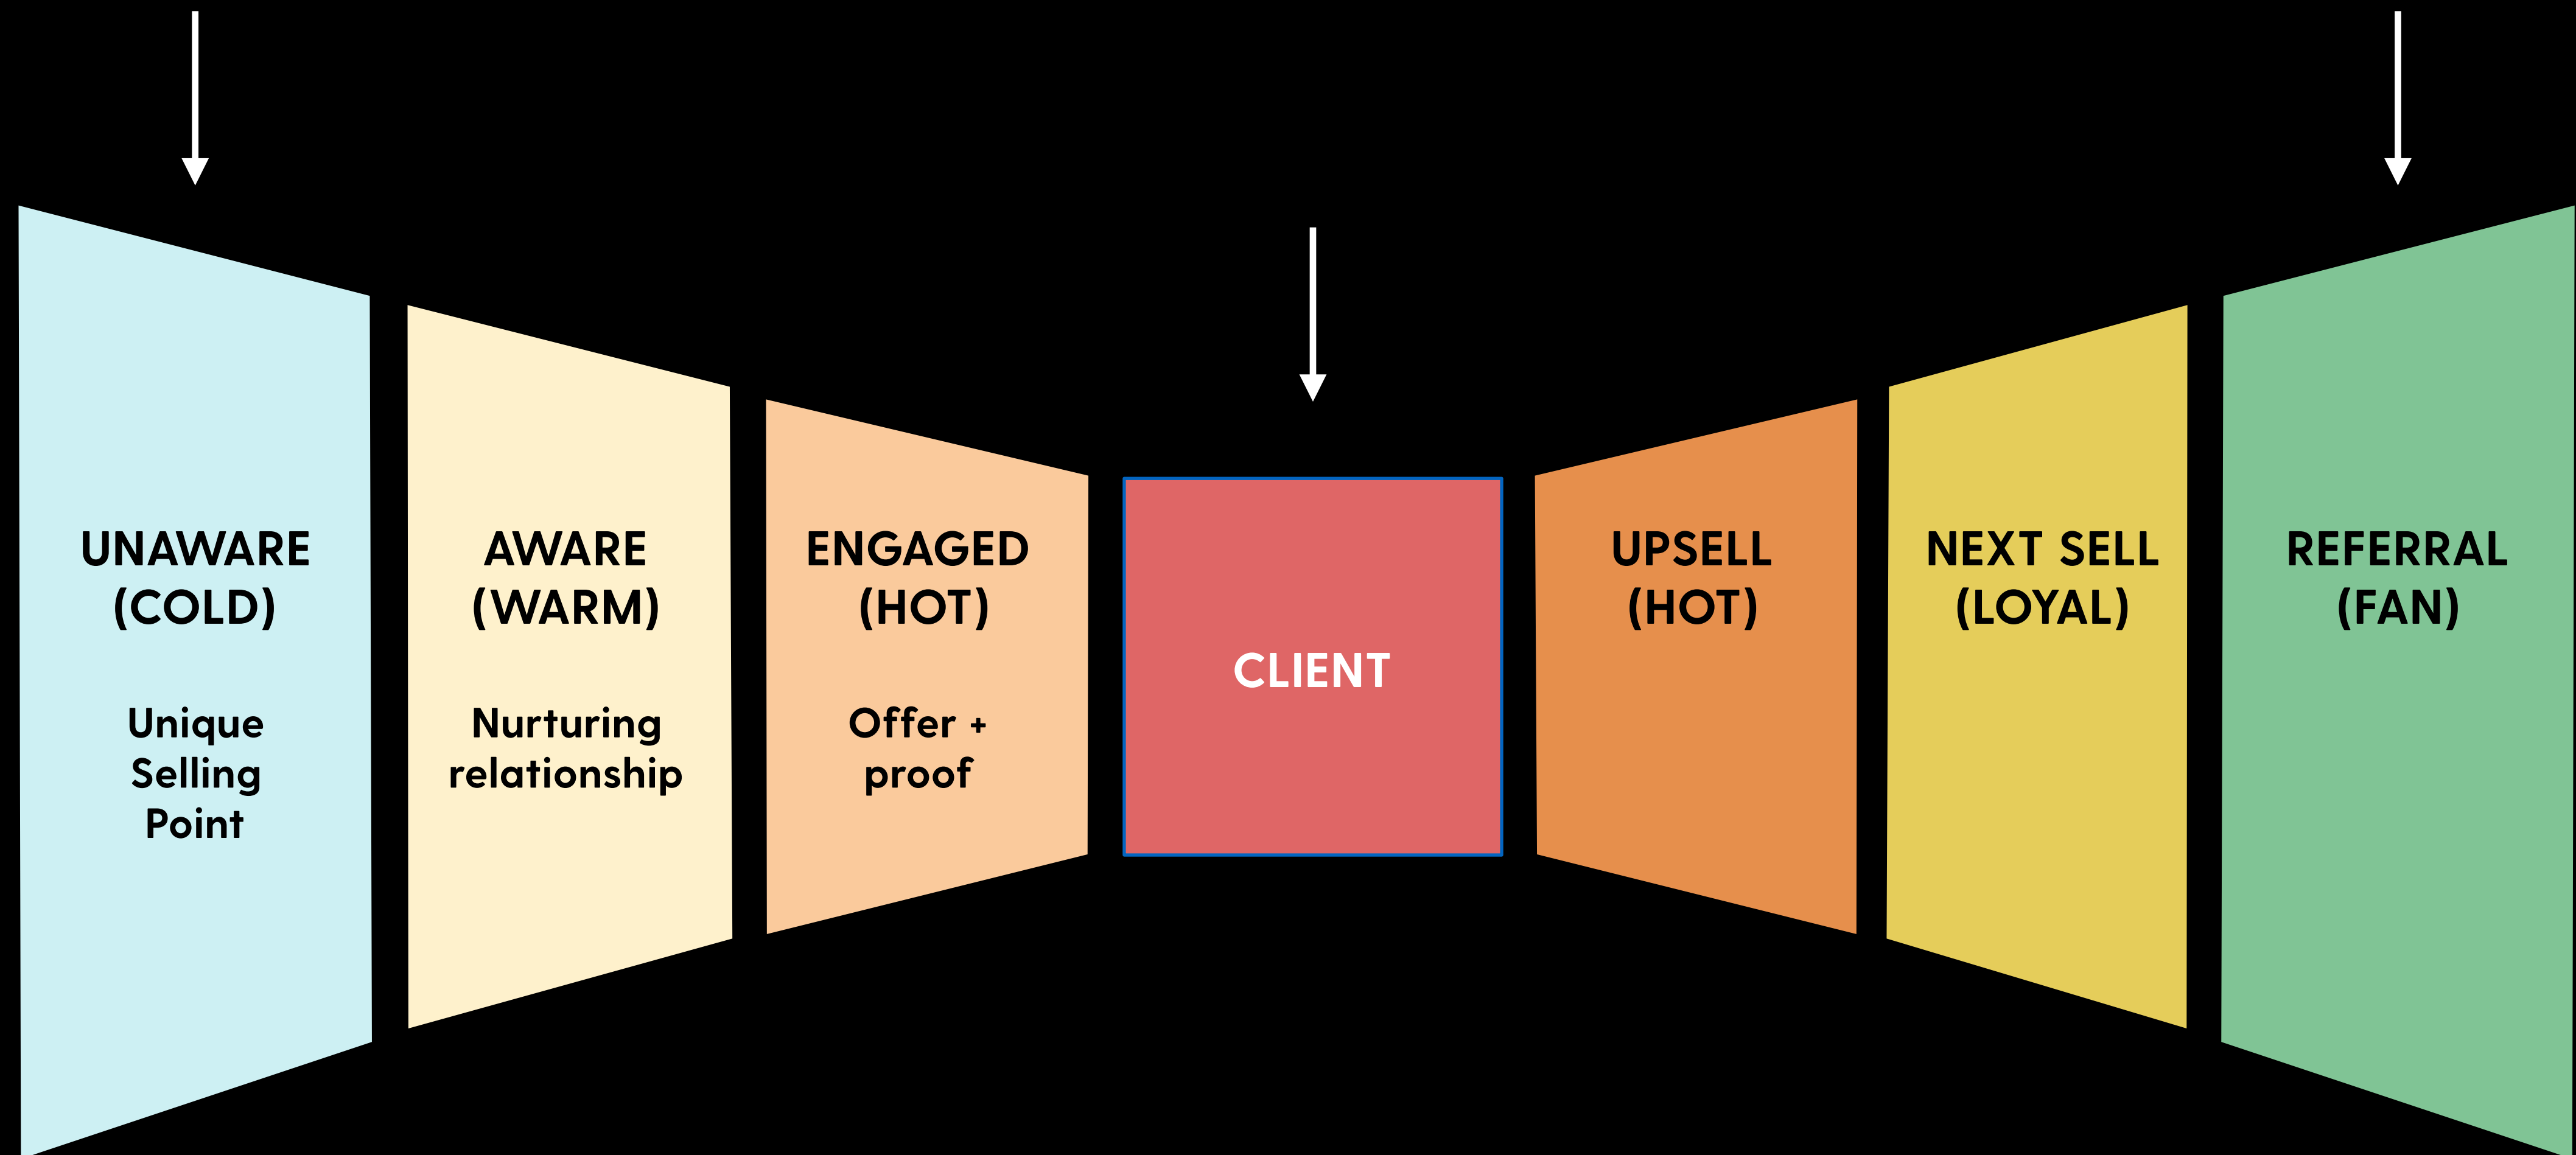 UNAWARE
(COLD)
Unique
Selling
Point
AWARE
(WARM)
Nurturing
relationship
ENGAGED
(HOT)
Offer +
proof
CLIENT
UPSELL
(HOT)
NEXT SELL
(LOYAL)
REFERRAL
(FAN)